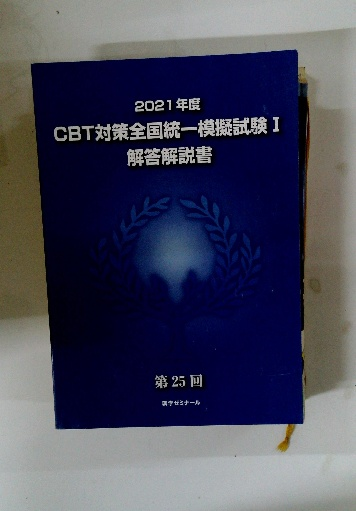 2021年度
CBT対策全国統一模擬試験Ⅰ
解答解説書
第25回
薬学ゼミナール